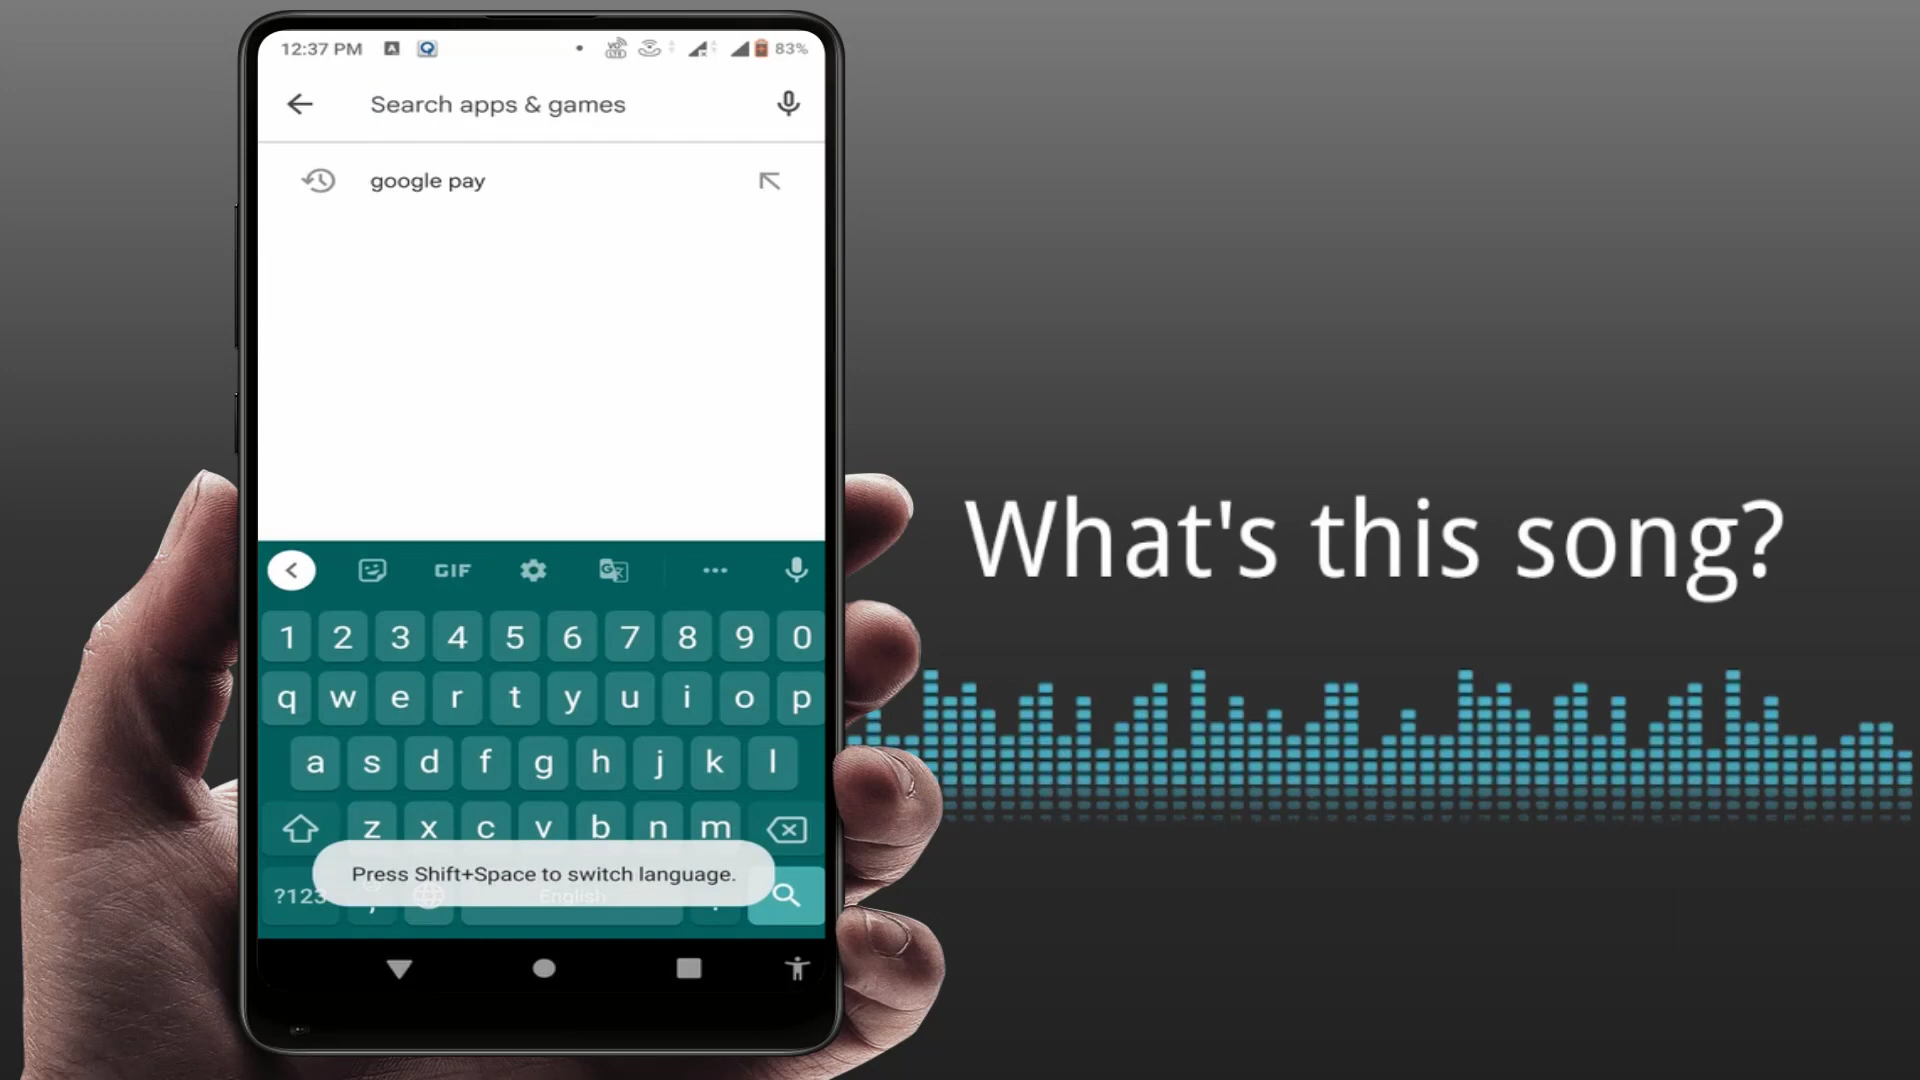 12:37 PM 83%
Search apps & games
google pay
GIF
1 2 3 4 5 6 7 8 9 0
q w e r t y u i o p
a s d f g h j k l
z x c v b n m
Press Shift+Space to switch language.
?123 , English .
What's this song?